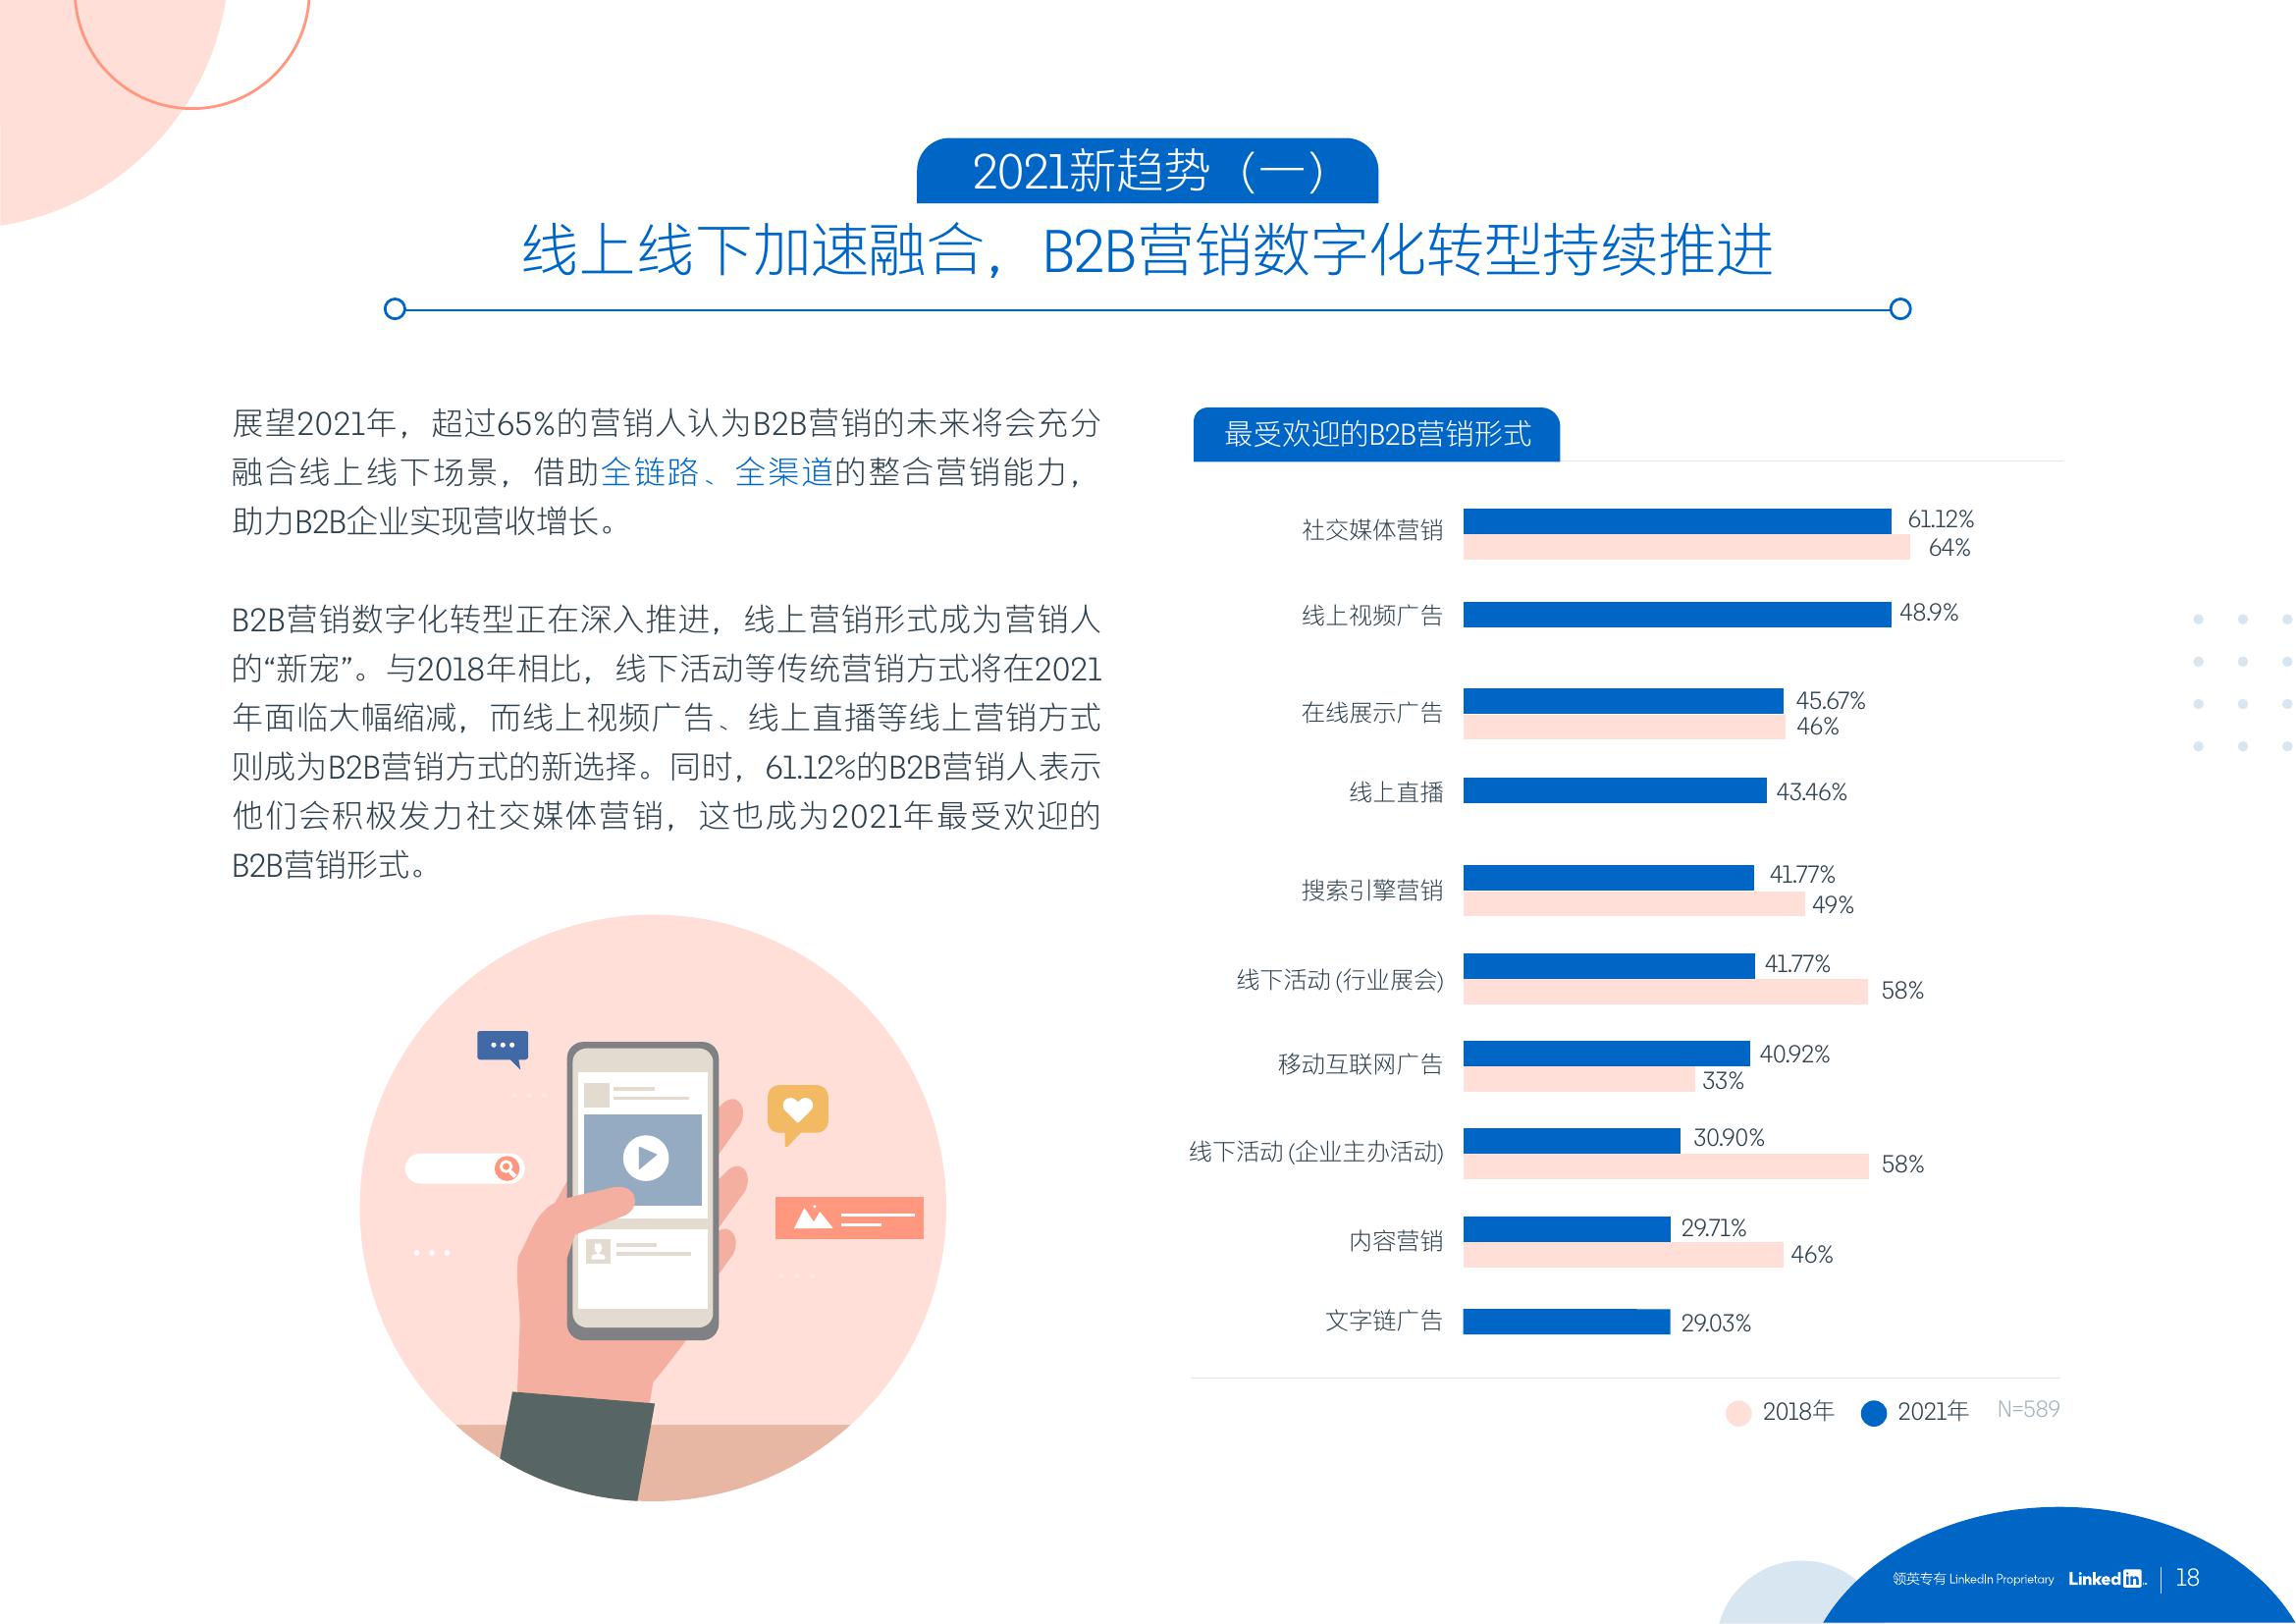 2021新趋势（一）
线上线下加速融合，B2B营销数字化转型持续推进
展望2021年，超过65%的营销人认为B2B营销的未来将会充分
融合线上线下场景，借助全链路、全渠道的整合营销能力，
助力B2B企业实现营收增长。
B2B营销数字化转型正在深入推进，线上营销形式成为营销人
的“新宠”。与2018年相比，线下活动等传统营销方式将在2021
年面临大幅缩减，而线上视频广告、线上直播等线上营销方式
则成为B2B营销方式的新选择。同时，61.12%的B2B营销人表示
他们会积极发力社交媒体营销，这也成为2021年最受欢迎的
B2B营销形式。
最受欢迎的B2B营销形式
社交媒体营销 61.12%
64%
线上视频广告 48.9%
在线展示广告 45.67%
46%
线上直播 43.46%
搜索引擎营销 41.77%
49%
线下活动 (行业展会) 41.77%
58%
移动互联网广告 40.92%
33%
线下活动 (企业主办活动) 30.90%
58%
内容营销 29.71%
46%
文字链广告 29.03%
2018年 2021年 N=589
领英专有 LinkedIn Proprietary LinkedIn 18